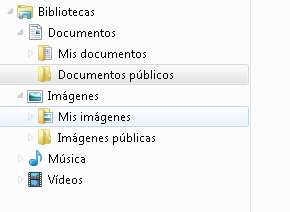 Bibliotecas
Documentos
Mis documentos
Documentos públicos
Imágenes
Mis imágenes
Imágenes públicas
Música
Vídeos